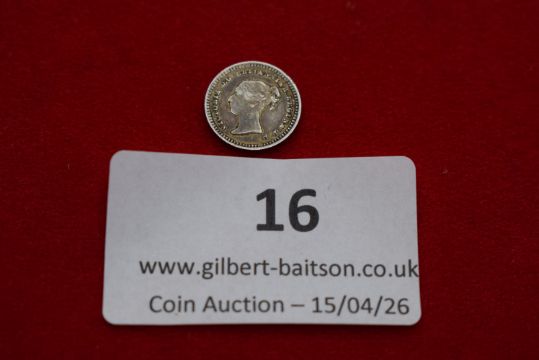 16
www.gilbert-baitson.co.uk
Coin Auction – 15/04/26